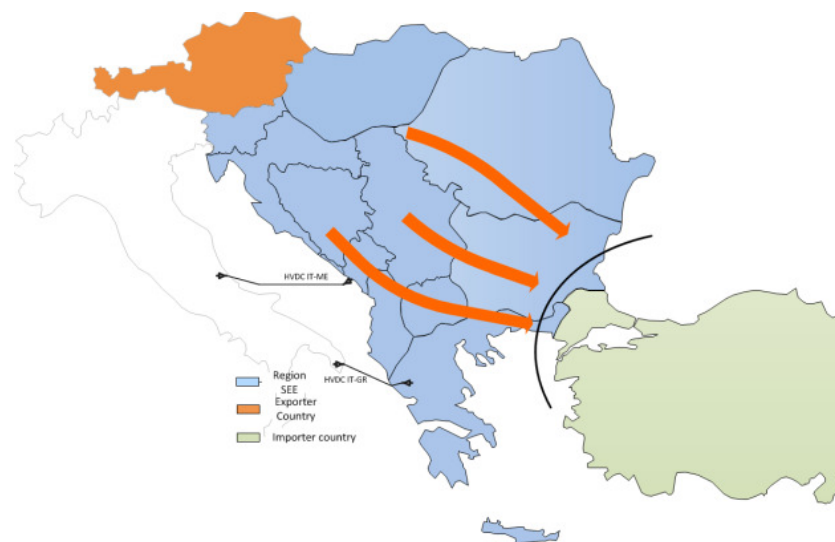 HVDC IT-ME
HVDC IT-GR
Region
SEE
Exporter
Country
Importer country